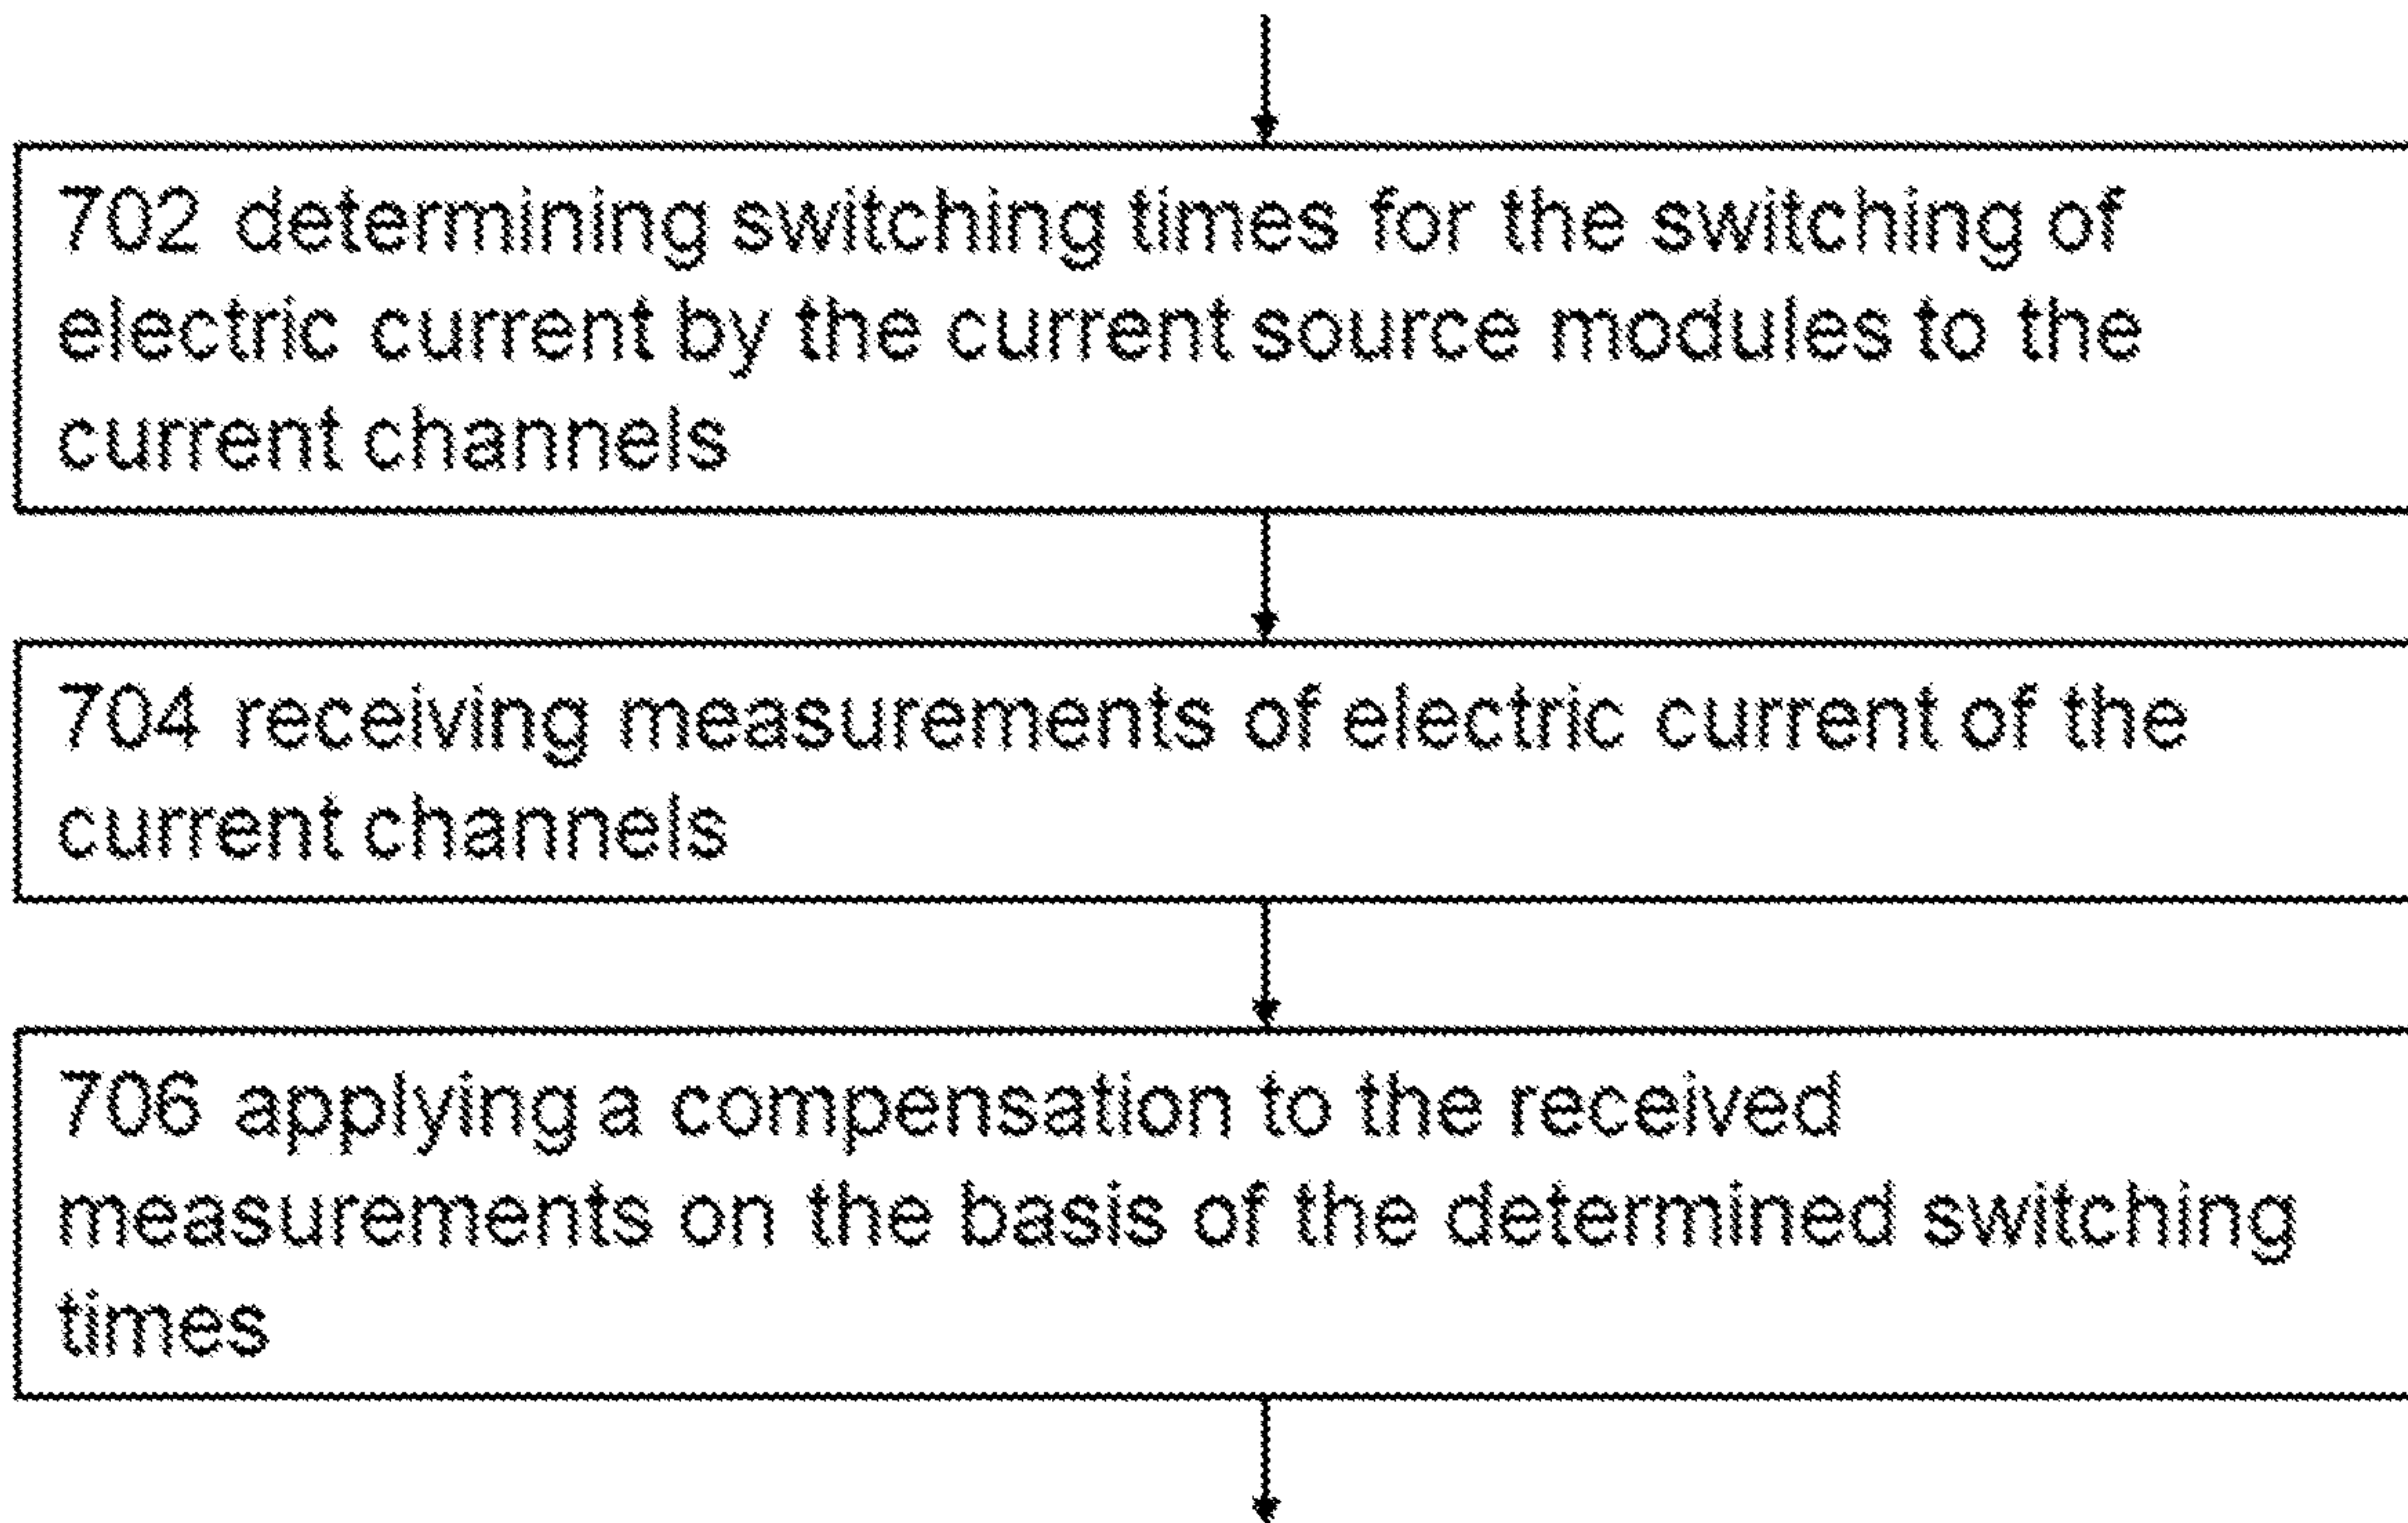 702 determining switching times for the switching of
electric current by the current source modules to the
current channels
704 receiving measurements of electric current of the
current channels
706 applying a compensation to the received
measurements on the basis of the determined switching
times